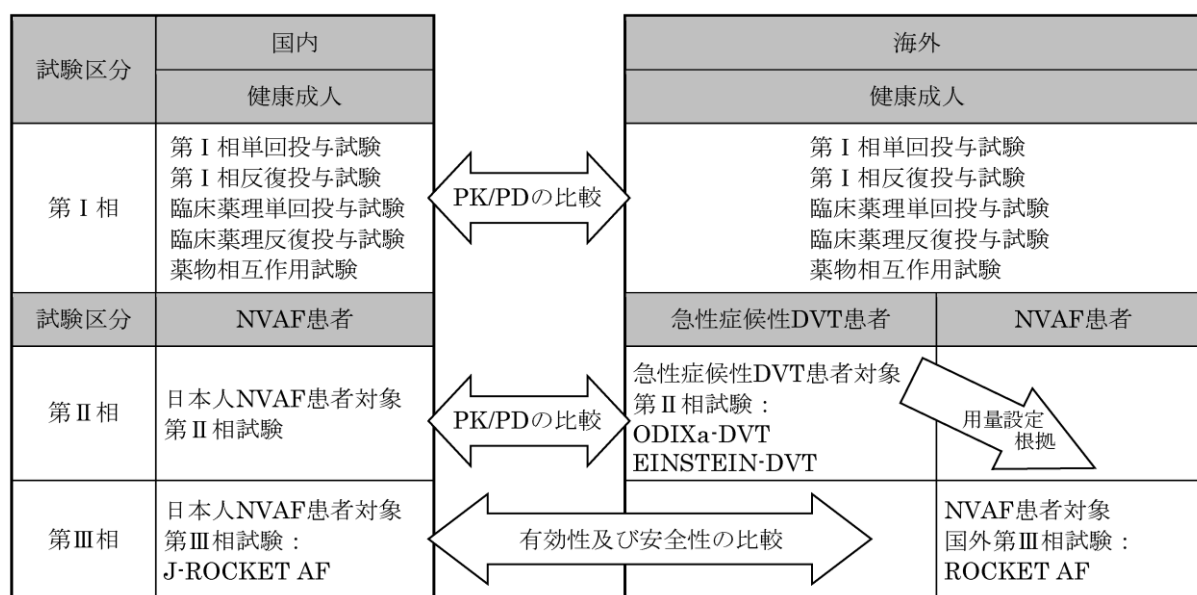 試験区分
国内
健康成人
海外
健康成人
第Ⅰ相
第Ⅰ相単回投与試験
第Ⅰ相反復投与試験
臨床薬理単回投与試験
臨床薬理反復投与試験
薬物相互作用試験
PK/PDの比較
第Ⅰ相単回投与試験
第Ⅰ相反復投与試験
臨床薬理単回投与試験
臨床薬理反復投与試験
薬物相互作用試験
試験区分
NVAF患者
急性症候性DVT患者
NVAF患者
第Ⅱ相
日本人NVAF患者対象
第Ⅱ相試験
PK/PDの比較
急性症候性DVT患者対象
第Ⅱ相試験：
ODIXa-DVT
EINSTEIN-DVT
用量設定
根拠
第Ⅲ相
日本人NVAF患者対象
第Ⅲ相試験：
J-ROCKET AF
有効性及び安全性の比較
NVAF患者対象
国外第Ⅲ相試験：
ROCKET AF